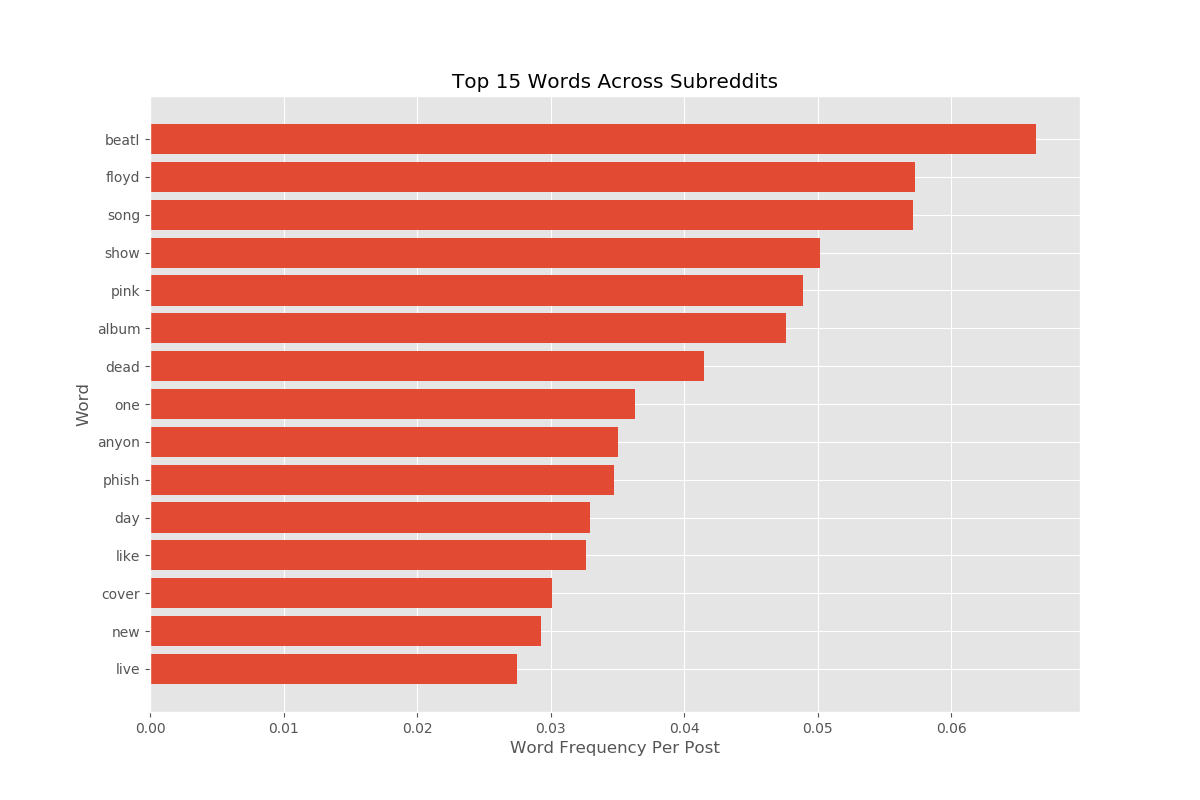 Top 15 Words Across Subreddits
beatl
floyd
song
show
pink
album
dead
one
anyon
phish
day
like
cover
new
live
Word
0.00 0.01 0.02 0.03 0.04 0.05 0.06
Word Frequency Per Post